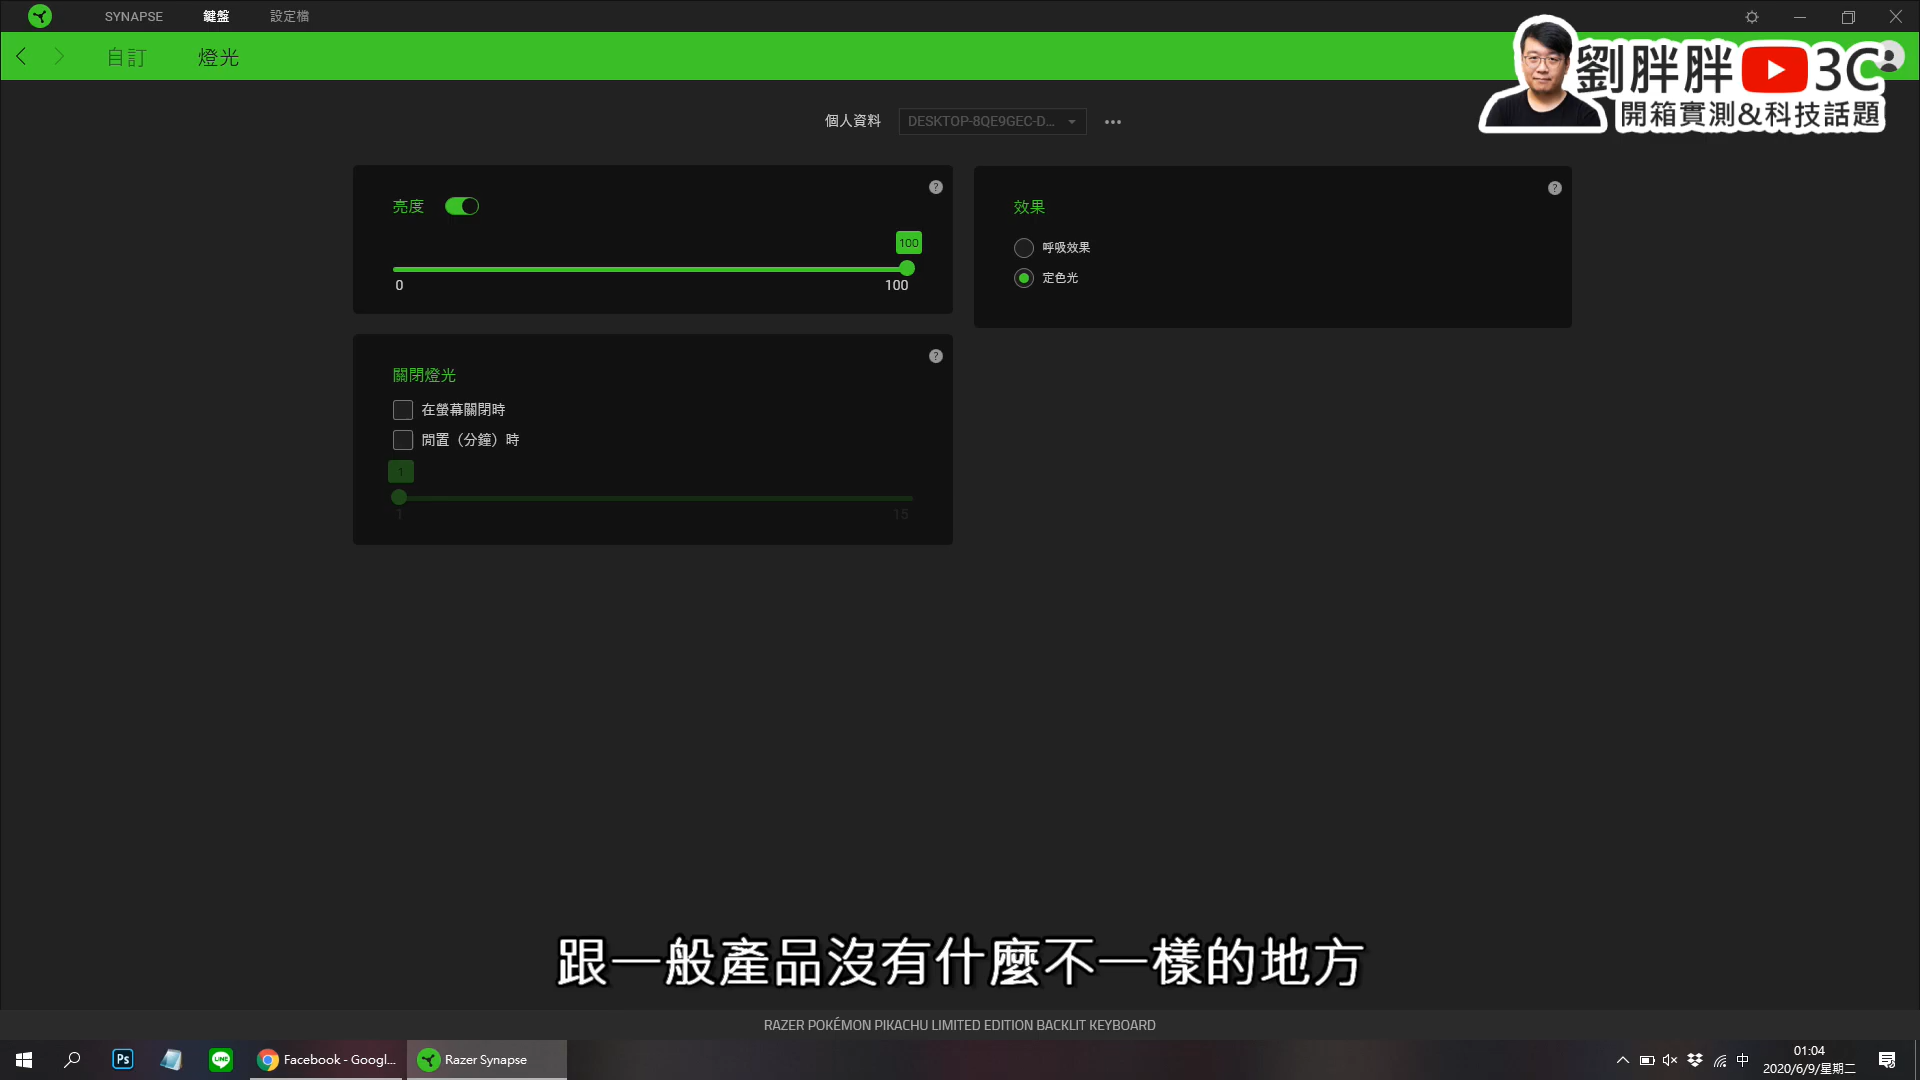 SYNAPSE 鍵盤 設定檔
自訂 燈光
劉胖胖 3C
開箱實測&科技話題
個人資料 DESKTOP-8QE9GEC-D...
亮度
100
0 100
效果
呼吸效果
定色光
關閉燈光
在螢幕關閉時
閒置（分鐘）時
1
1 15
跟一般產品沒有什麼不一樣的地方
RAZER POKÉMON PIKACHU LIMITED EDITION BACKLIT KEYBOARD
Ps LINE Facebook - Googl... Razer Synapse 中 01:04
2020/6/9/星期二